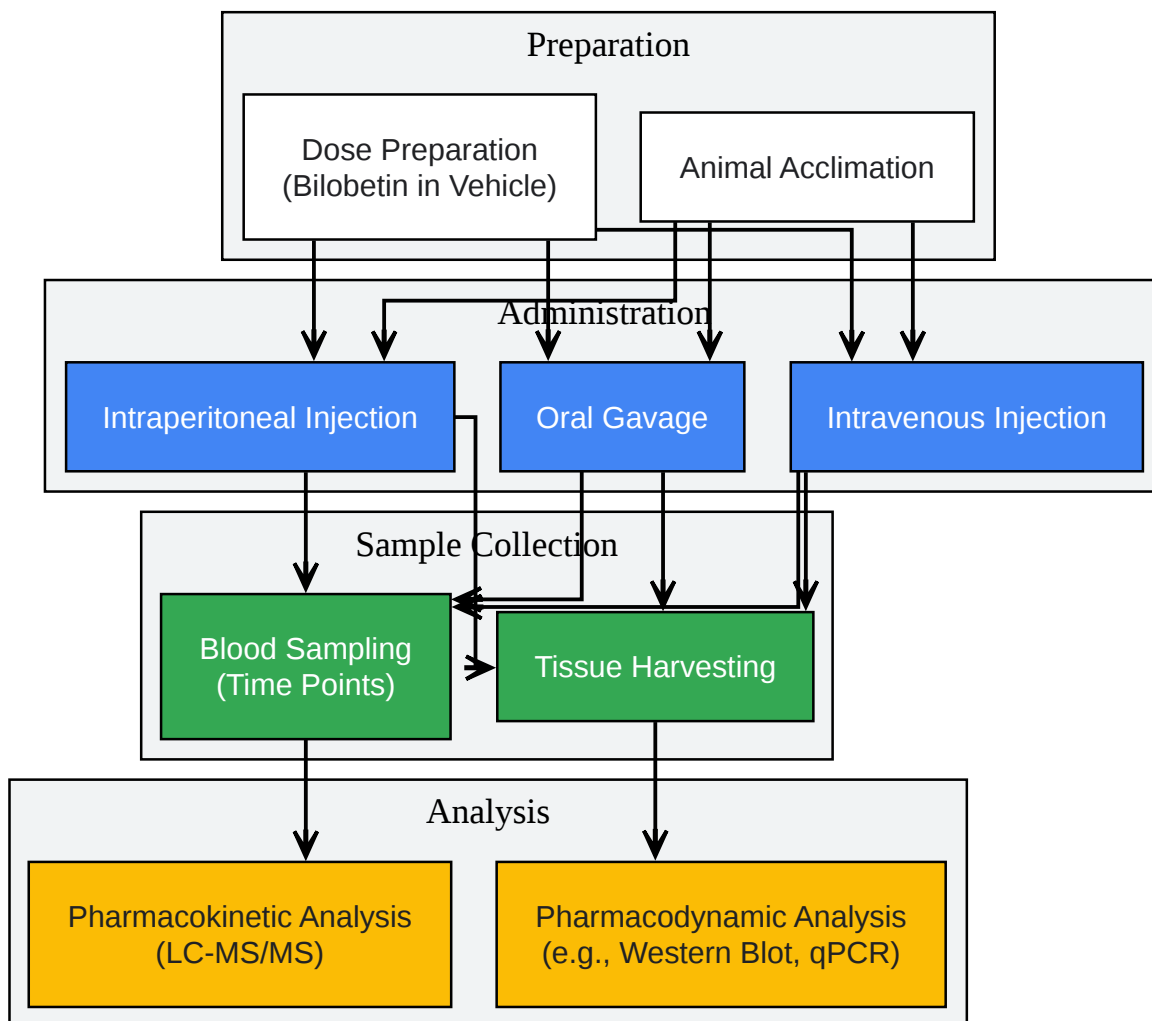 Preparation
Dose Preparation
(Bilobetin in Vehicle)
Animal Acclimation
Administration
Intraperitoneal Injection
Oral Gavage
Intravenous Injection
Sample Collection
Blood Sampling
(Time Points)
Tissue Harvesting
Analysis
Pharmacokinetic Analysis
(LC-MS/MS)
Pharmacodynamic Analysis
(e.g., Western Blot, qPCR)